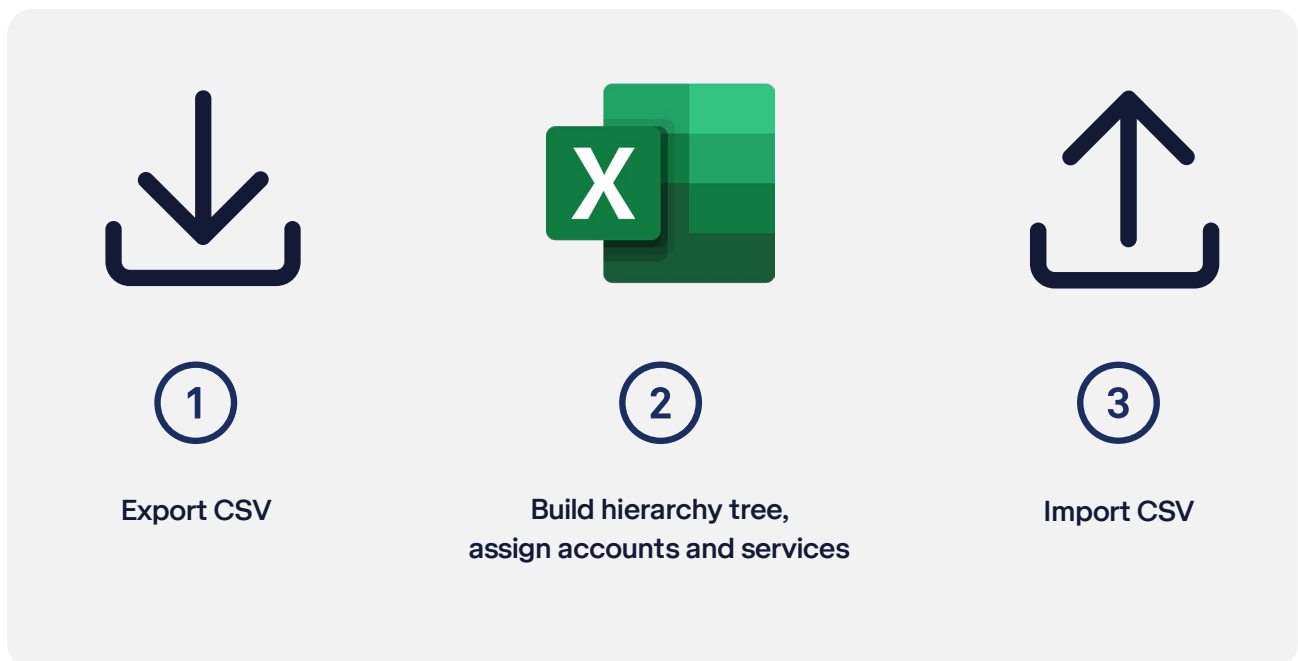 X
1
2
3
Export CSV
Build hierarchy tree,
assign accounts and services
Import CSV